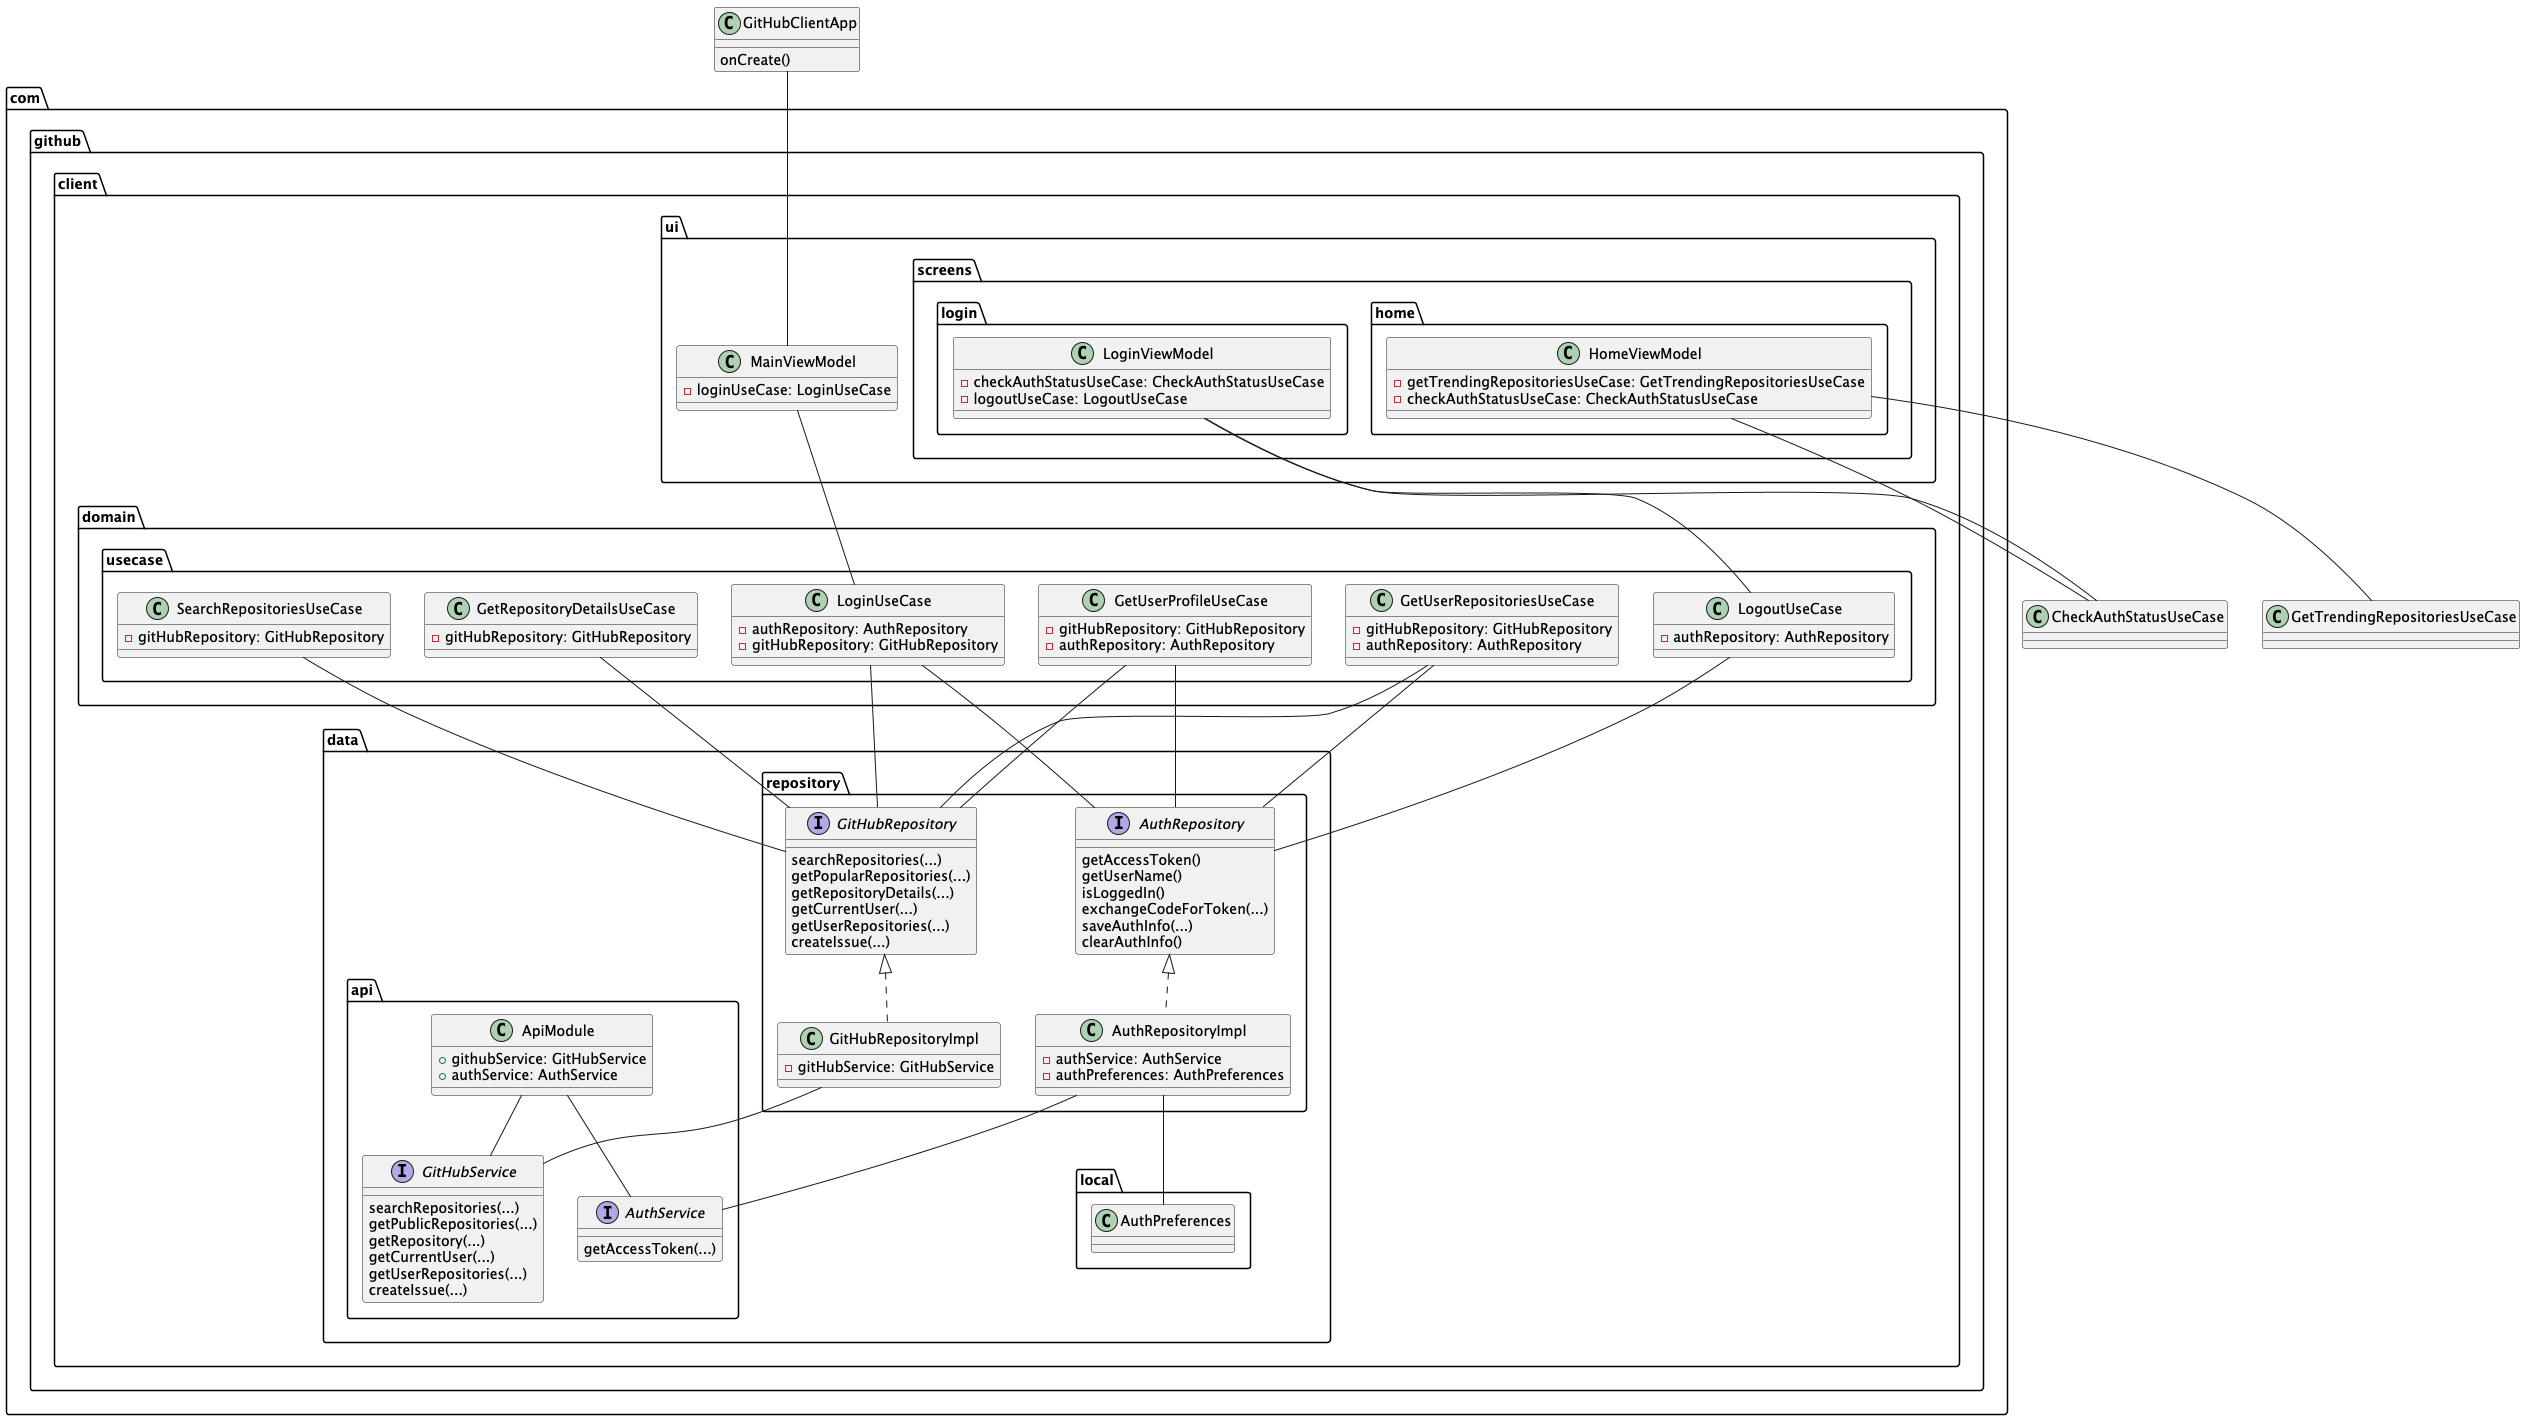 GitHubClientApp
onCreate()
com
github
client
ui
screens
login
home
MainViewModel
loginUseCase: LoginUseCase
LoginViewModel
checkAuthStatusUseCase: CheckAuthStatusUseCase
logoutUseCase: LogoutUseCase
HomeViewModel
getTrendingRepositoriesUseCase: GetTrendingRepositoriesUseCase
checkAuthStatusUseCase: CheckAuthStatusUseCase
domain
usecase
SearchRepositoriesUseCase
gitHubRepository: GitHubRepository
GetRepositoryDetailsUseCase
gitHubRepository: GitHubRepository
LoginUseCase
authRepository: AuthRepository
gitHubRepository: GitHubRepository
GetUserProfileUseCase
gitHubRepository: GitHubRepository
authRepository: AuthRepository
GetUserRepositoriesUseCase
gitHubRepository: GitHubRepository
authRepository: AuthRepository
LogoutUseCase
authRepository: AuthRepository
CheckAuthStatusUseCase
GetTrendingRepositoriesUseCase
data
repository
GitHubRepository
searchRepositories(...)
getPopularRepositories(...)
getRepositoryDetails(...)
getCurrentUser(...)
getUserRepositories(...)
createIssue(...)
AuthRepository
getAccessToken()
getUserName()
isLoggedIn()
exchangeCodeForToken(...)
saveAuthInfo(...)
clearAuthInfo()
api
ApiModule
githubService: GitHubService
authService: AuthService
GitHubRepositoryImpl
gitHubService: GitHubService
AuthRepositoryImpl
authService: AuthService
authPreferences: AuthPreferences
GitHubService
searchRepositories(...)
getPublicRepositories(...)
getRepository(...)
getCurrentUser(...)
getUserRepositories(...)
createIssue(...)
AuthService
getAccessToken(...)
local
AuthPreferences